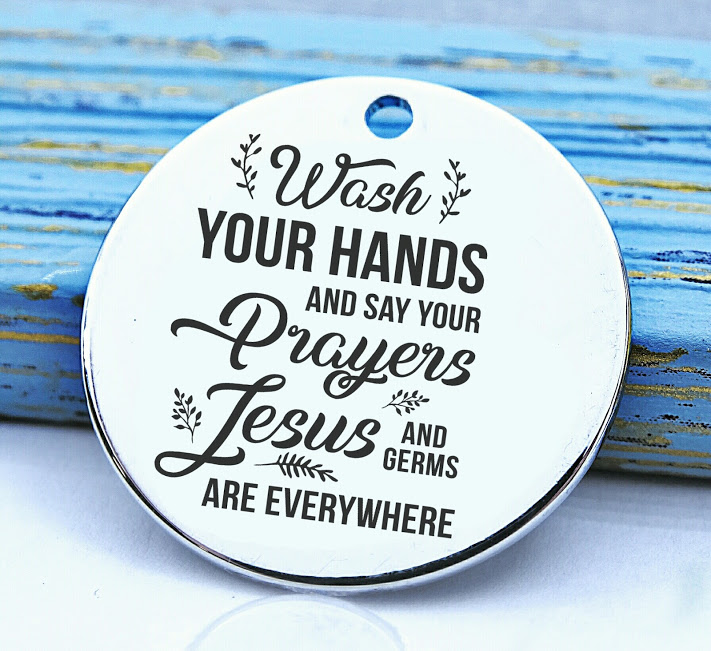 Wash
YOUR HANDS
AND SAY YOUR
Prayers
Jesus AND
GERMS
ARE EVERYWHERE